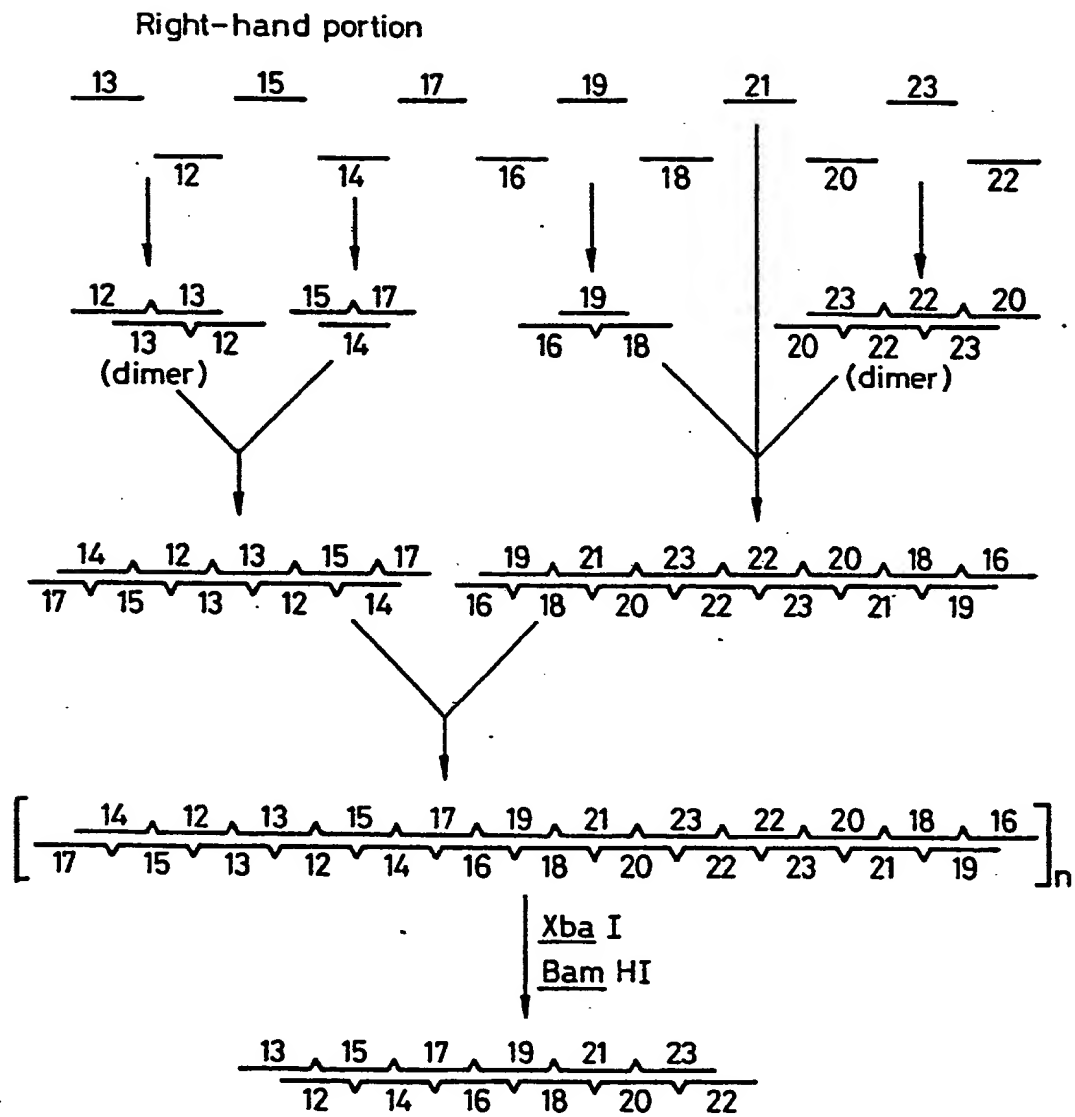 Right-hand portion
13 15 17 19 21 23
12 14 16 18 20 22
12 13 15 17 19 23 22 20
13 12 14 16 18 20 22 23
(dimer) (dimer)
14 12 13 15 17 19 21 23 22 20 18 16
17 15 13 12 14 16 18 20 22 23 21 19
[ 14 12 13 15 17 19 21 23 22 20 18 16 ]n
17 15 13 12 14 16 18 20 22 23 21 19
Xba I
Bam HI
13 15 17 19 21 23
12 14 16 18 20 22